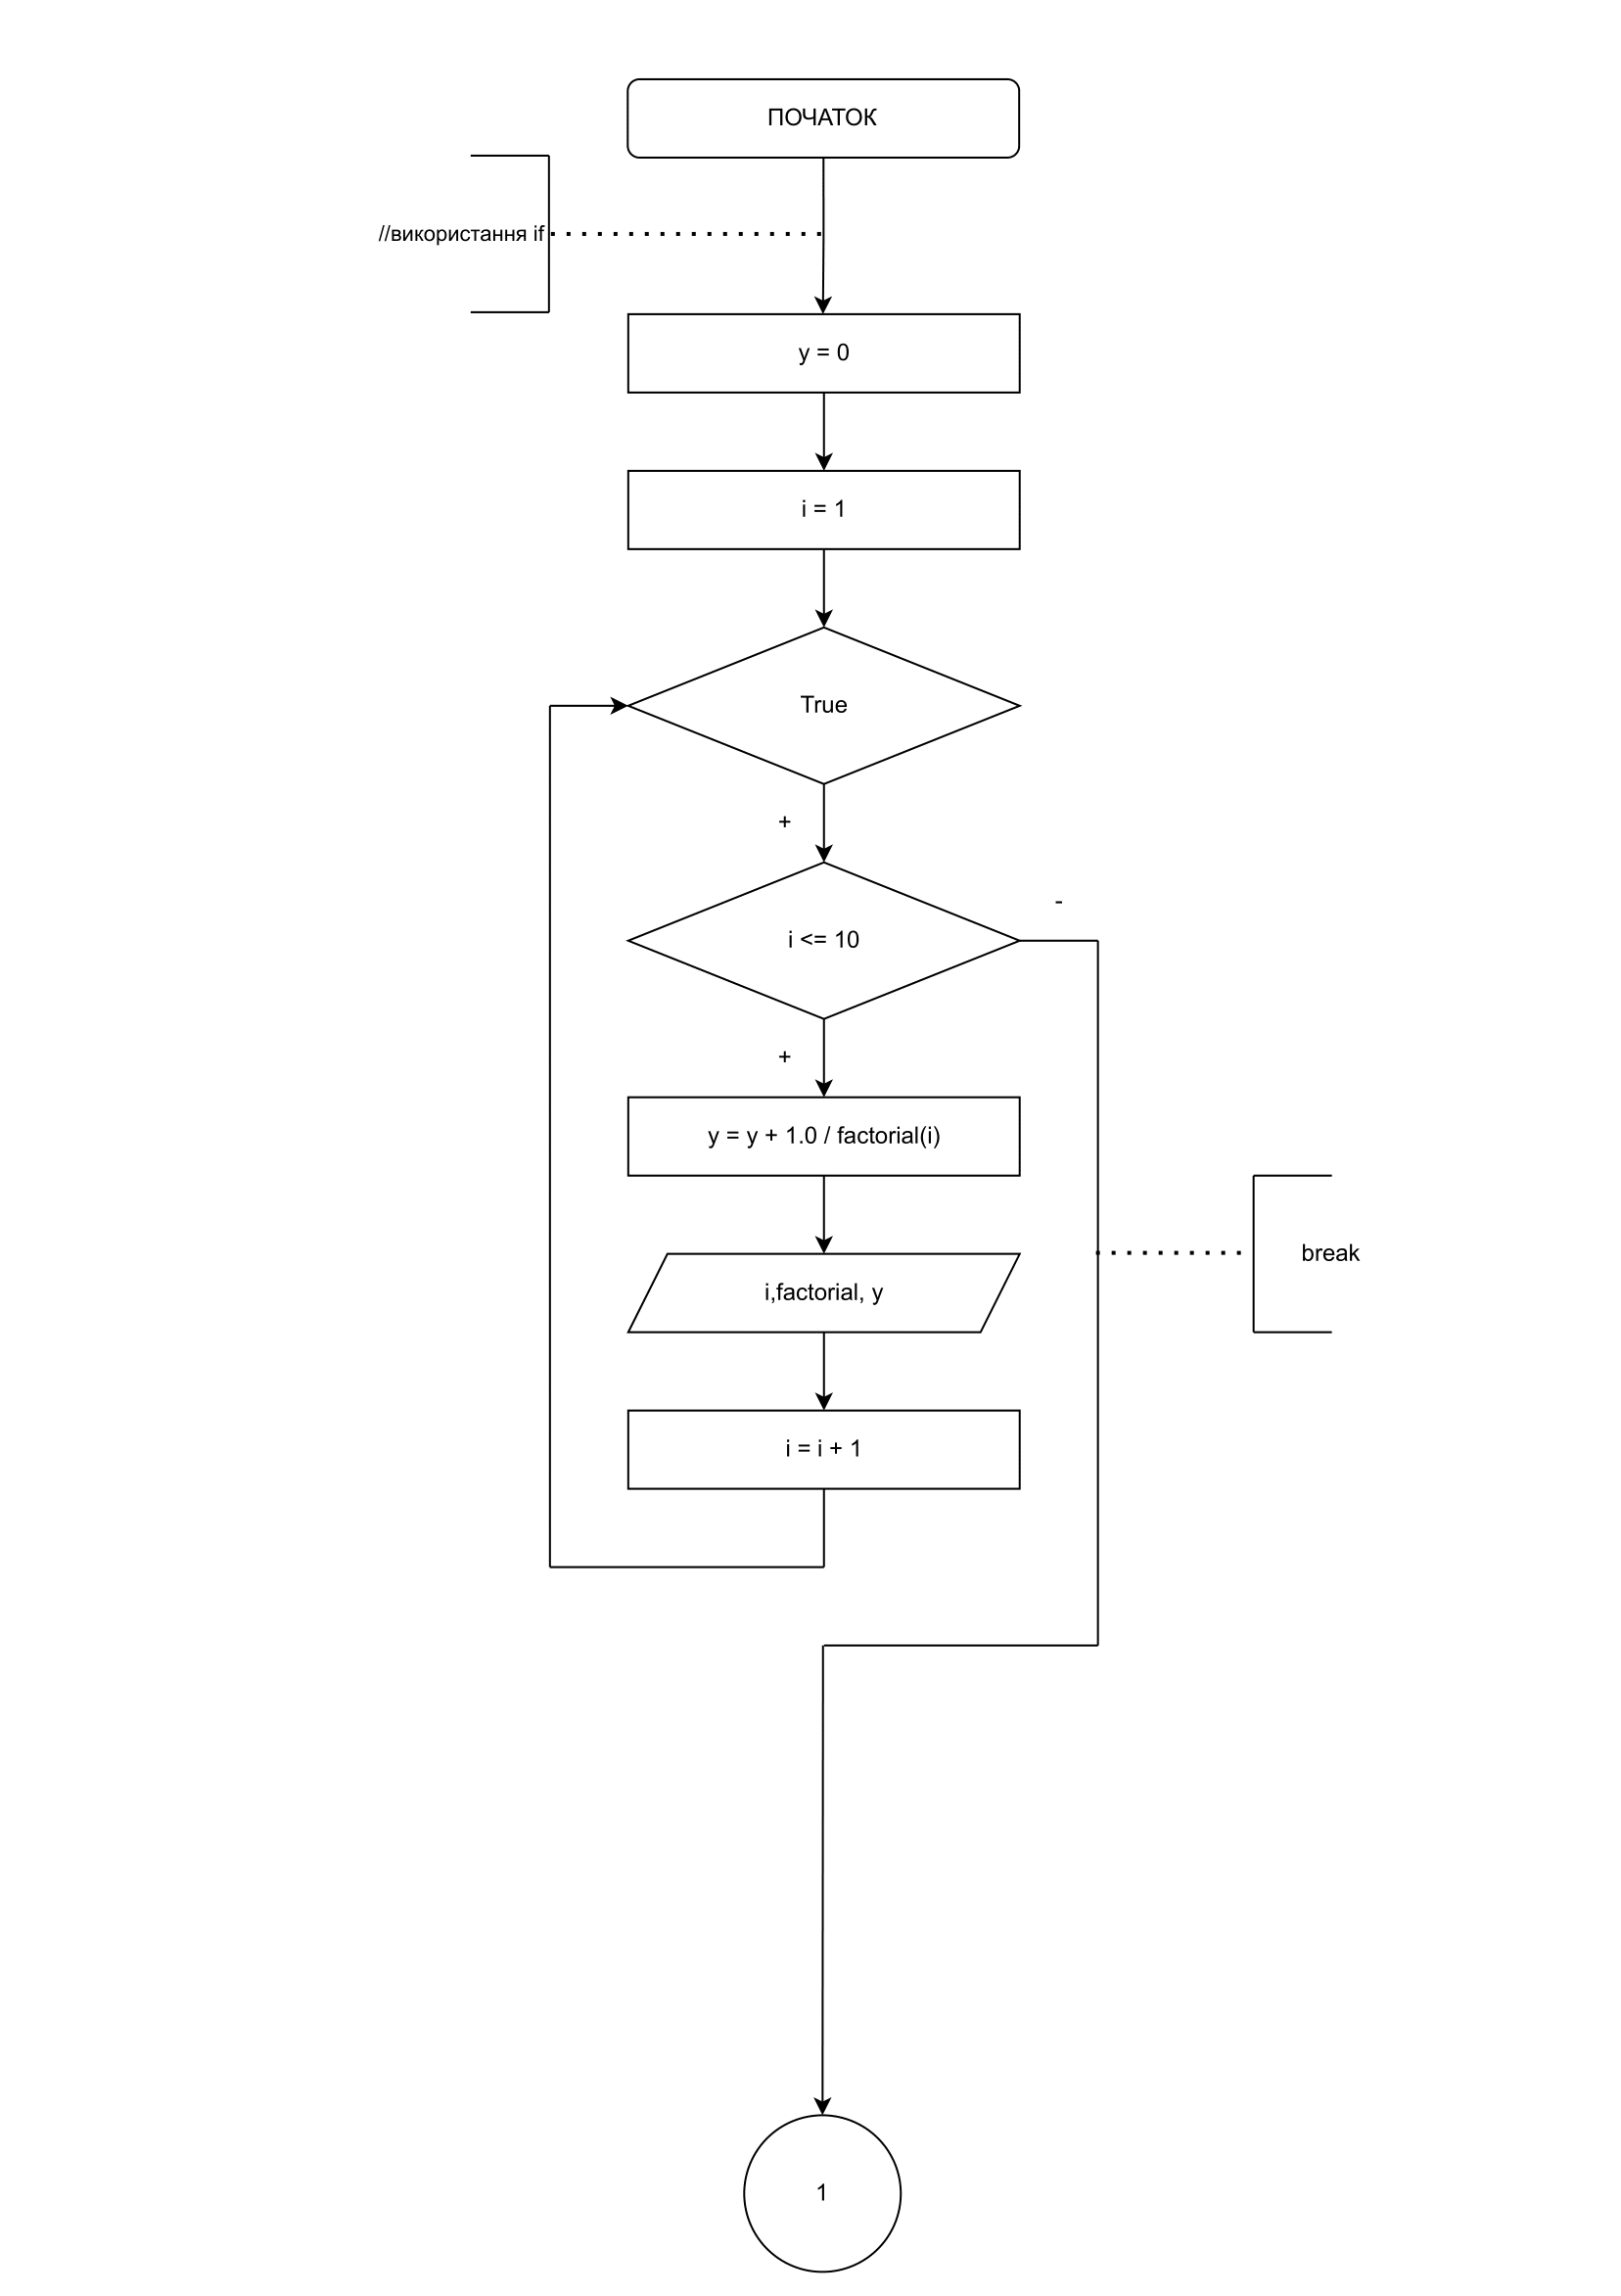 ПОЧАТОК
//використання if
y = 0
i = 1
True
+
-
i <= 10
+
y = y + 1.0 / factorial(i)
break
i,factorial, y
i = i + 1
1